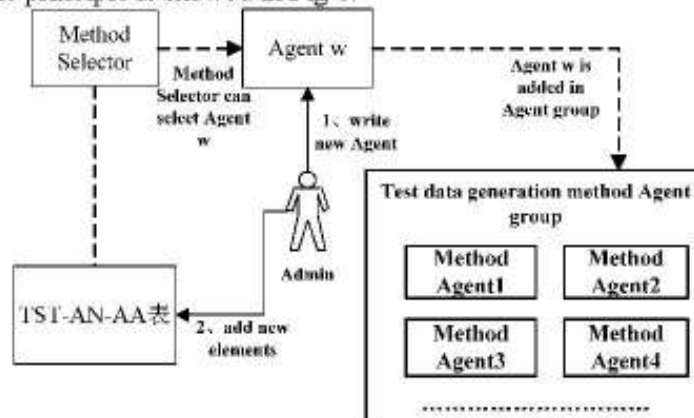 Method
Selector
Agent w
Method
Selector can
select Agent
w
Agent w is
added in
Agent group
1、write
new Agent
Admin
Test data generation method Agent
group
Method
Agent1
Method
Agent2
Method
Agent3
Method
Agent4
TST-AN-AA表
2、add new
elements